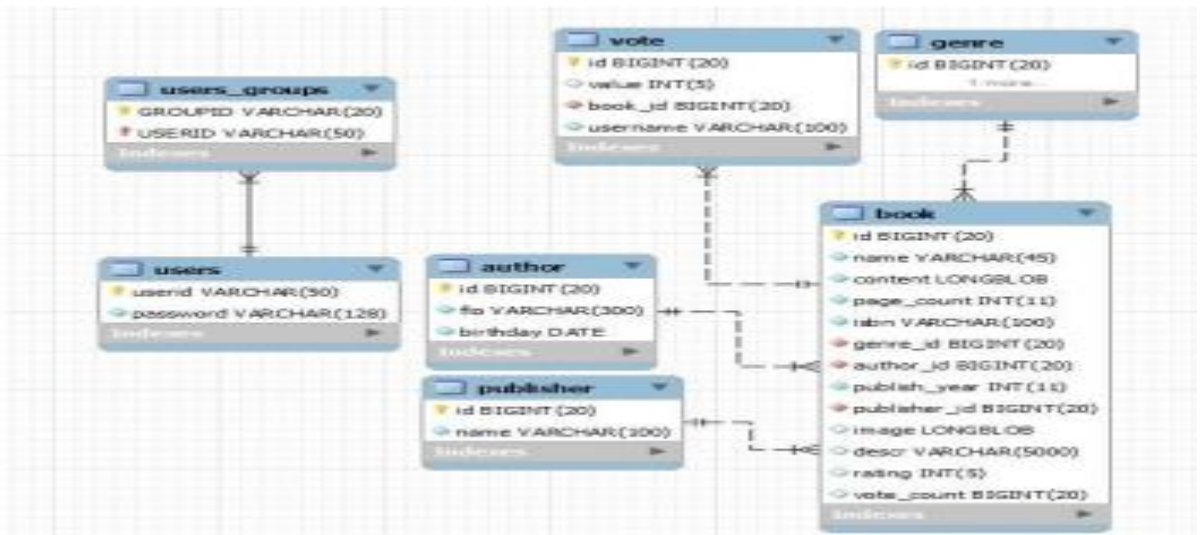 users_groups
GROUPID VARCHAR(20)
USERID VARCHAR(50)
Indexes
users
userid VARCHAR(50)
password VARCHAR(128)
Indexes
vote
id BIGINT(20)
value INT(5)
book_id BIGINT(20)
username VARCHAR(100)
Indexes
genre
id BIGINT(20)
1 more...
Indexes
author
id BIGINT(20)
fio VARCHAR(300)
birthday DATE
Indexes
publisher
id BIGINT(20)
name VARCHAR(100)
Indexes
book
id BIGINT(20)
name VARCHAR(45)
content LONGBLOB
page_count INT(11)
isbn VARCHAR(100)
genre_id BIGINT(20)
author_id BIGINT(20)
publish_year INT(11)
publisher_id BIGINT(20)
image LONGBLOB
descr VARCHAR(5000)
rating INT(5)
vote_count BIGINT(20)
Indexes